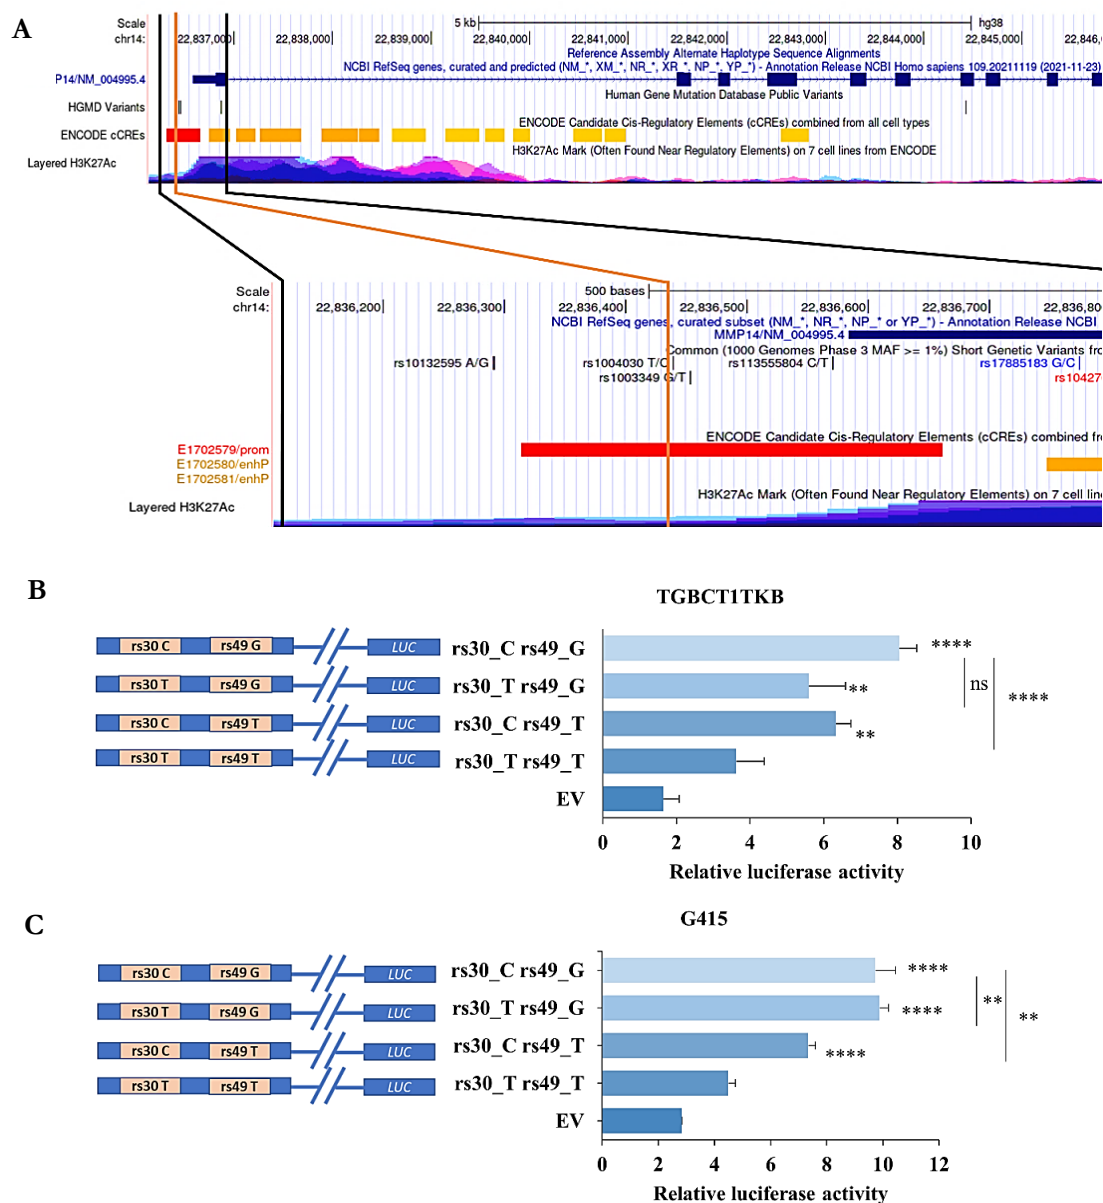 A
Scale 5 kb hg38
chr14: 22,837,000 22,838,000 22,839,000 22,840,000 22,841,000 22,842,000 22,843,000 22,844,000 22,845,000 22,846,0
Reference Assembly Alternate Haplotype Sequence Alignments
NCBI RefSeq genes, curated and predicted (NM_*, XM_*, NR_*, XR_*, NP_*, YP_*) - Annotation Release NCBI Homo sapiens 109.20211119 (2021-11-23)
P14/NM_004995.4
Human Gene Mutation Database Public Variants
HGMD Variants
ENCODE Candidate Cis-Regulatory Elements (cCREs) combined from all cell types
ENCODE cCREs
H3K27Ac Mark (Often Found Near Regulatory Elements) on 7 cell lines from ENCODE
Layered H3K27Ac
Scale 500 bases
chr14: 22,836,200 22,836,300 22,836,400 22,836,500 22,836,600 22,836,700 22,836,800
NCBI RefSeq genes, curated subset (NM_*, NR_*, NP_* or YP_*) - Annotation Release NCBI
MMP14/NM_004995.4
Common (1000 Genomes Phase 3 MAF >= 1%) Short Genetic Variants fro
rs10132595 A/G rs1004030 T/C rs113555804 C/T rs17885183 G/C
rs1003349 G/T rs10427
ENCODE Candidate Cis-Regulatory Elements (cCREs) combined fro
E1702579/prom
E1702580/enhP
E1702581/enhP
H3K27Ac Mark (Often Found Near Regulatory Elements) on 7 cell line
Layered H3K27Ac
B
TGBCT1TKB
rs30 C rs49 G LUC rs30_C rs49_G ****
rs30 T rs49 G LUC rs30_T rs49_G ** ns ****
rs30 C rs49 T LUC rs30_C rs49_T **
rs30 T rs49 T LUC rs30_T rs49_T
EV
0 2 4 6 8 10
Relative luciferase activity
C
G415
rs30 C rs49 G LUC rs30_C rs49_G ****
rs30 T rs49 G LUC rs30_T rs49_G **** ** **
rs30 C rs49 T LUC rs30_C rs49_T ****
rs30 T rs49 T LUC rs30_T rs49_T
EV
0 2 4 6 8 10 12
Relative luciferase activity